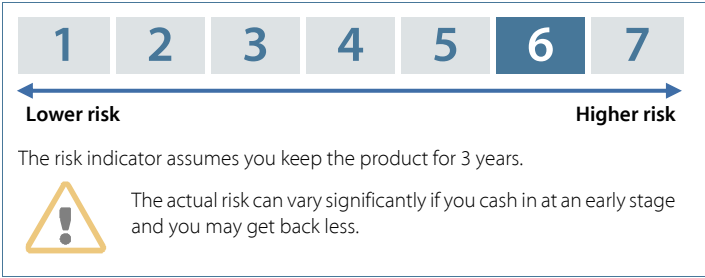 1 2 3 4 5 6 7
Lower risk Higher risk
The risk indicator assumes you keep the product for 3 years.
The actual risk can vary significantly if you cash in at an early stage
and you may get back less.